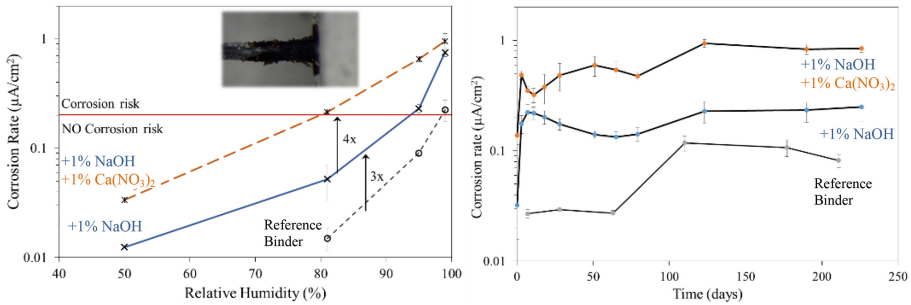 Corrosion Rate (μA/cm²)
1
0.1
0.01
Corrosion risk
NO Corrosion risk
4x
3x
+1% NaOH
+1% Ca(NO₃)₂
+1% NaOH
Reference
Binder
40
50
60
70
80
90
100
Relative Humidity (%)
Corrosion rate (μA/cm²)
1
0.1
0.01
+1% NaOH
+1% Ca(NO₃)₂
+1% NaOH
Reference
Binder
0
50
100
150
200
250
Time (days)